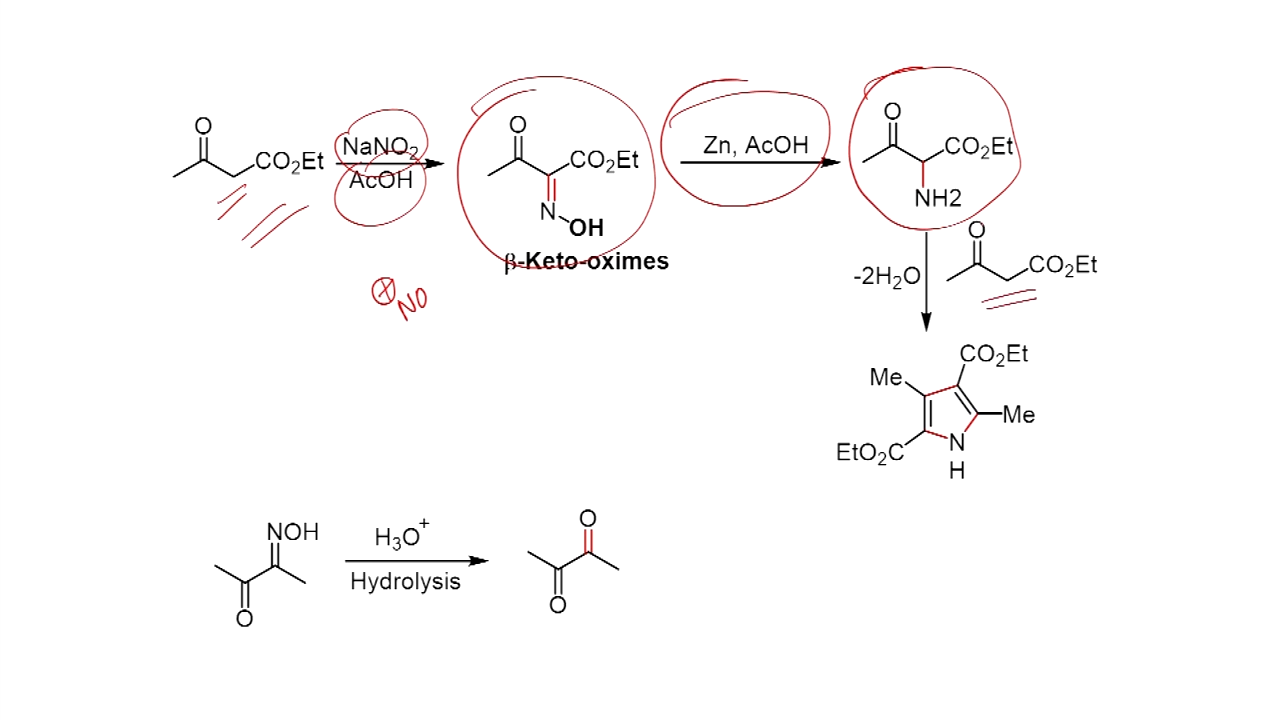 O
CO₂Et
NaNO₂
AcOH
O
CO₂Et
N
OH
β-Keto-oximes
Zn, AcOH
O
CO₂Et
NH2
⊕NO
-2H₂O
O
CO₂Et
CO₂Et
Me
Me
EtO₂C
N
H
NOH
O
H₃O⁺
Hydrolysis
O
O